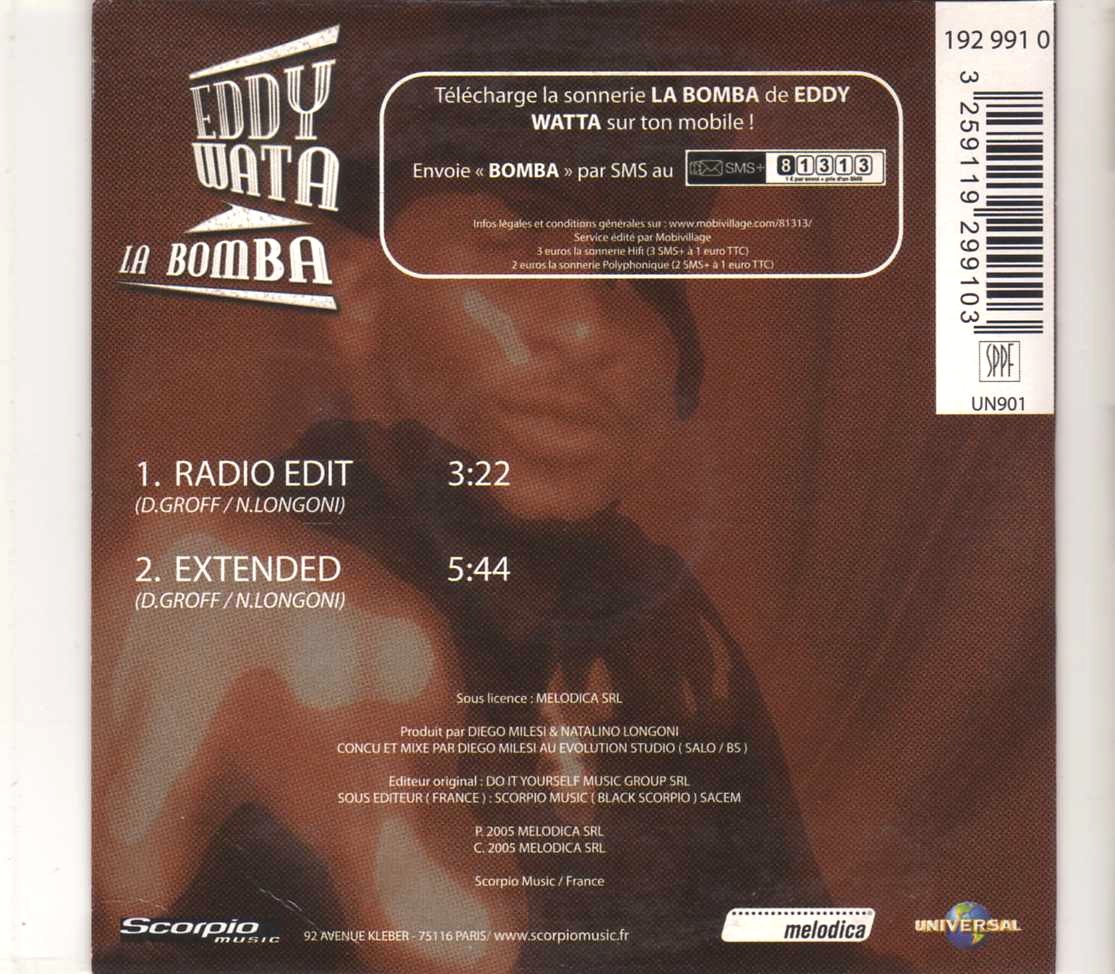 EDDY
WATA
LA BOMBA
Télécharge la sonnerie LA BOMBA de EDDY
WATTA sur ton mobile !
Envoie « BOMBA » par SMS au SMS+ 81313
1 € par envoi + prix d'un SMS
Infos légales et conditions générales sur : www.mobivillage.com/81313/
Service édité par Mobivillage
3 euros la sonnerie Hifi (3 SMS+ à 1 euro TTC)
2 euros la sonnerie Polyphonique (2 SMS+ à 1 euro TTC)
192 991 0
3 259119 299103
SPPF
UN901
1. RADIO EDIT 3:22
(D.GROFF / N.LONGONI)
2. EXTENDED 5:44
(D.GROFF / N.LONGONI)
Sous licence : MELODICA SRL
Produit par DIEGO MILESI & NATALINO LONGONI
CONCU ET MIXE PAR DIEGO MILESI AU EVOLUTION STUDIO ( SALO / BS )
Editeur original : DO IT YOURSELF MUSIC GROUP SRL
SOUS EDITEUR ( FRANCE ) : SCORPIO MUSIC ( BLACK SCORPIO ) SACEM
P. 2005 MELODICA SRL
C. 2005 MELODICA SRL
Scorpio Music / France
Scorpio
music
92 AVENUE KLEBER - 75116 PARIS/ www.scorpiomusic.fr
melodica
UNIVERSAL